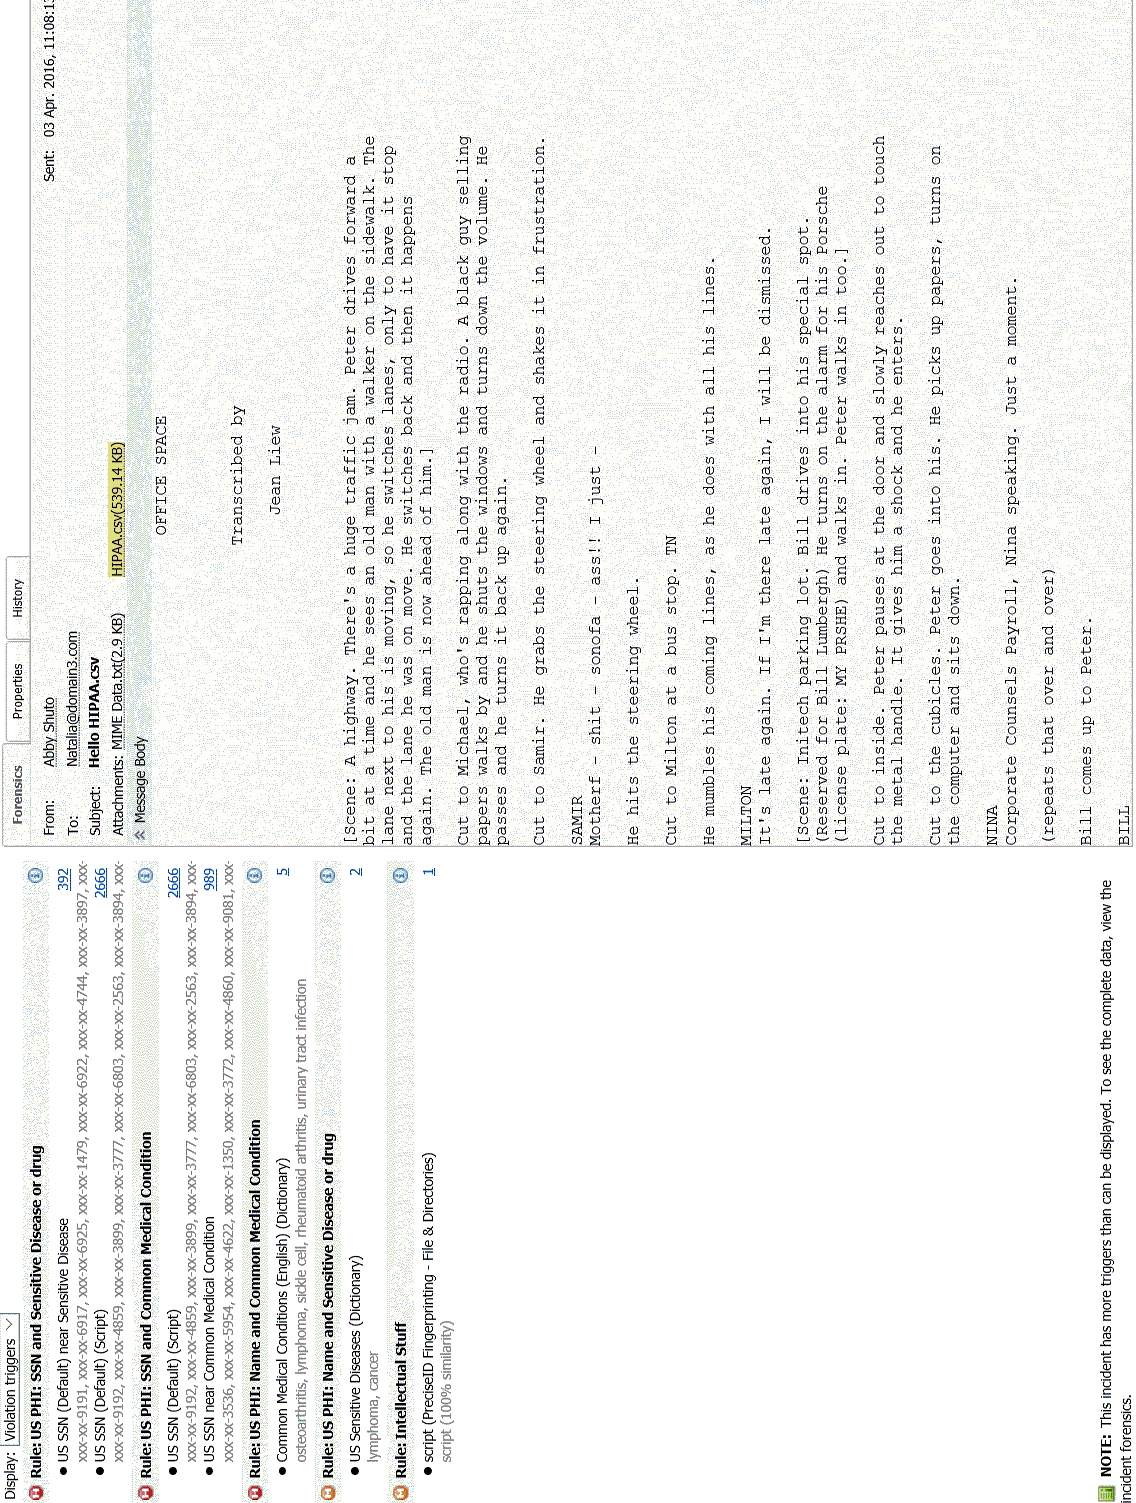 Display: Violation triggers
Rule: US PHI: SSN and Sensitive Disease or drug
US SSN (Default) near Sensitive Disease 392
xxx-xx-9191, xxx-xx-6917, xxx-xx-6925, xxx-xx-1479, xxx-xx-6922, xxx-xx-4744, xxx-xx-3897, xxx-
US SSN (Default) (Script) 2666
xxx-xx-9192, xxx-xx-4859, xxx-xx-3899, xxx-xx-3777, xxx-xx-6803, xxx-xx-2563, xxx-xx-3894, xxx-
Rule: US PHI: SSN and Common Medical Condition
US SSN (Default) (Script) 2666
xxx-xx-9192, xxx-xx-4859, xxx-xx-3899, xxx-xx-3777, xxx-xx-6803, xxx-xx-2563, xxx-xx-3894, xxx-
US SSN near Common Medical Condition 989
xxx-xx-3536, xxx-xx-5954, xxx-xx-4622, xxx-xx-1350, xxx-xx-3772, xxx-xx-4860, xxx-xx-9081, xxx-
Rule: US PHI: Name and Common Medical Condition
Common Medical Conditions (English) (Dictionary) 5
osteoarthritis, lymphoma, sickle cell, rheumatoid arthritis, urinary tract infection
Rule: US PHI: Name and Sensitive Disease or drug
US Sensitive Diseases (Dictionary) 2
lymphoma, cancer
Rule: Intellectual Stuff
script (PreciseID Fingerprinting - File & Directories) 1
script (100% similarity)
NOTE: This incident has more triggers than can be displayed. To see the complete data, view the
incident forensics.
Forensics Properties History
From: Abby Shuto Sent: 03 Apr. 2016, 11:08:13
To: Natalia@domain3.com
Subject: Hello HIPAA.csv
Attachments: MIME Data.txt(2.9 KB) HIPAA.csv(539.14 KB)
Message Body
OFFICE SPACE
Transcribed by
Jean Liew
[Scene: A highway. There's a huge traffic jam. Peter drives forward a
bit at a time and he sees an old man with a walker on the sidewalk. The
lane next to his is moving, so he switches lanes, only to have it stop
and the lane he was on move. He switches back and then it happens
again. The old man is now ahead of him.]
Cut to Michael, who's rapping along with the radio. A black guy selling
papers walks by and he shuts the windows and turns down the volume. He
passes and he turns it back up again.
Cut to Samir. He grabs the steering wheel and shakes it in frustration.
SAMIR
Motherf - shit - sonofa - ass!! I just -
He hits the steering wheel.
Cut to Milton at a bus stop. TN
He mumbles his coming lines, as he does with all his lines.
MILTON
It's late again. If I'm there late again, I will be dismissed.
[Scene: Initech parking lot. Bill drives into his special spot.
(Reserved for Bill Lumbergh) He turns on the alarm for his Porsche
(license plate: MY PRSHE) and walks in. Peter walks in too.]
Cut to inside. Peter pauses at the door and slowly reaches out to touch
the metal handle. It gives him a shock and he enters.
Cut to the cubicles. Peter goes into his. He picks up papers, turns on
the computer and sits down.
NINA
Corporate Counsels Payroll, Nina speaking. Just a moment.
(repeats that over and over)
Bill comes up to Peter.
BILL